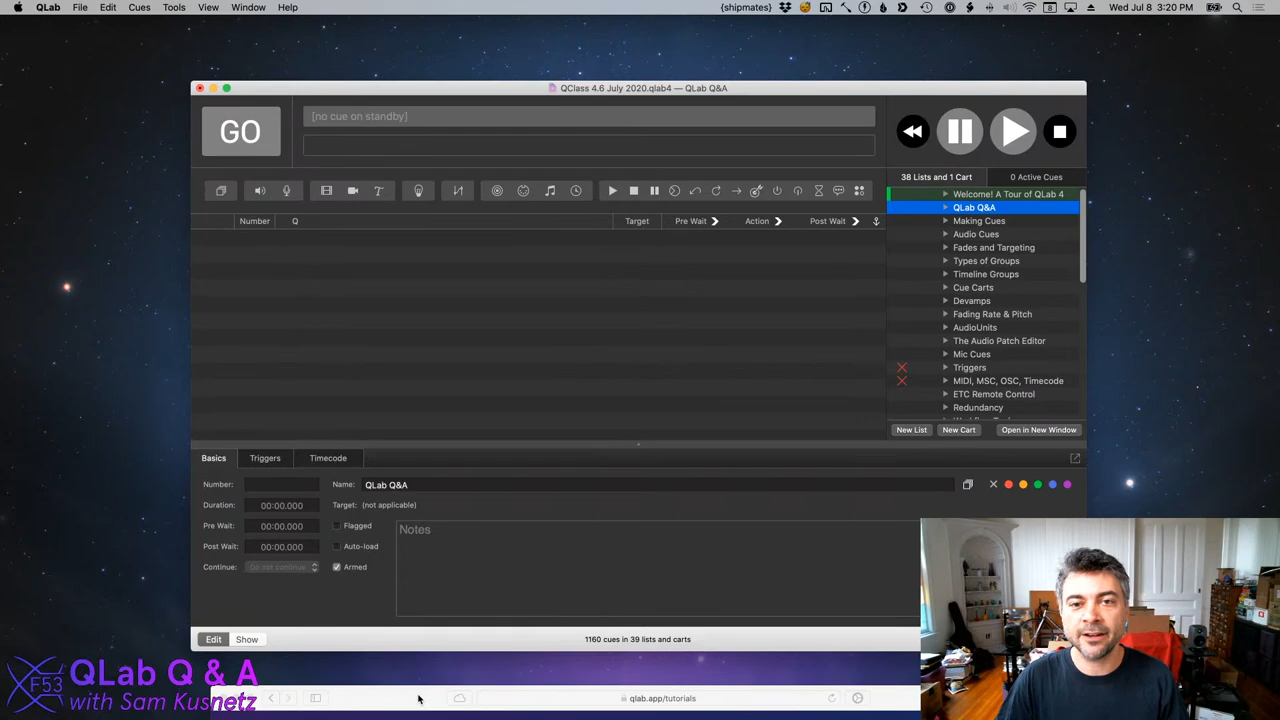 QLab File Edit Cues Tools View Window Help
{shipmates} 8 Wed Jul 8 3:20 PM
QClass 4.6 July 2020.qlab4 — QLab Q&A
GO
[no cue on standby]
38 Lists and 1 Cart 0 Active Cues
Number Q Target Pre Wait Action Post Wait
Welcome! A Tour of QLab 4
QLab Q&A
Making Cues
Audio Cues
Fades and Targeting
Types of Groups
Timeline Groups
Cue Carts
Devamps
Fading Rate & Pitch
AudioUnits
The Audio Patch Editor
Mic Cues
Triggers
MIDI, MSC, OSC, Timecode
ETC Remote Control
Redundancy
New List New Cart Open in New Window
Basics Triggers Timecode
Number: Name: QLab Q&A
Duration: 00:00.000 Target: (not applicable)
Pre Wait: 00:00.000 Flagged Notes
Post Wait: 00:00.000 Auto-load
Continue: Do not continue Armed
Edit Show 1160 cues in 39 lists and carts
F53 QLab Q & A
with Sam Kusnetz
qlab.app/tutorials